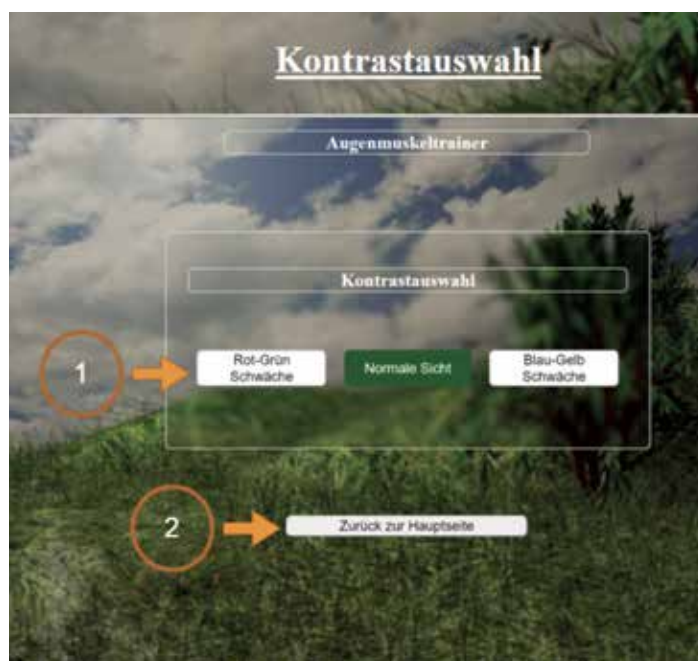 Kontrastauswahl
Augenmuskeltrainer
Kontrastauswahl
1
Rot-Grün
Schwäche
Normale Sicht
Blau-Gelb
Schwäche
2
Zurück zur Hauptseite